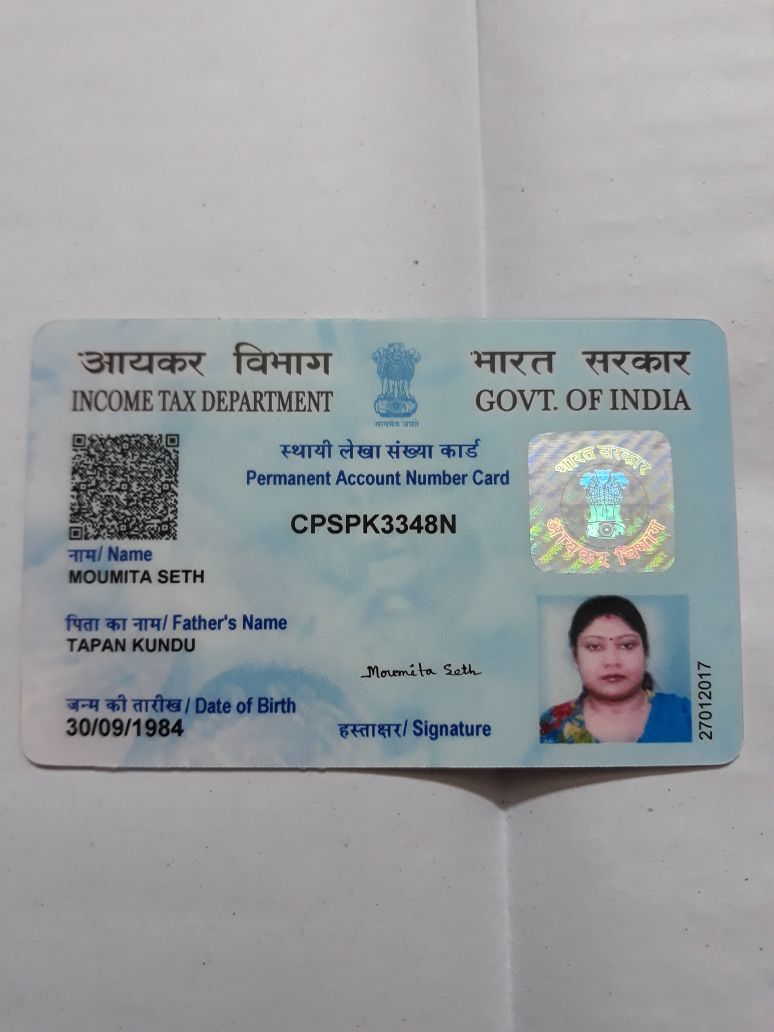 आयकर विभाग
INCOME TAX DEPARTMENT
सत्यमेव जयते
भारत सरकार
GOVT. OF INDIA
स्थायी लेखा संख्या कार्ड
Permanent Account Number Card
CPSPK3348N
भारत सरकार
आयकर विभाग
नाम/ Name
MOUMITA SETH
पिता का नाम/ Father's Name
TAPAN KUNDU
Moumita Seth
जन्म की तारीख / Date of Birth
30/09/1984
हस्ताक्षर/ Signature
27012017